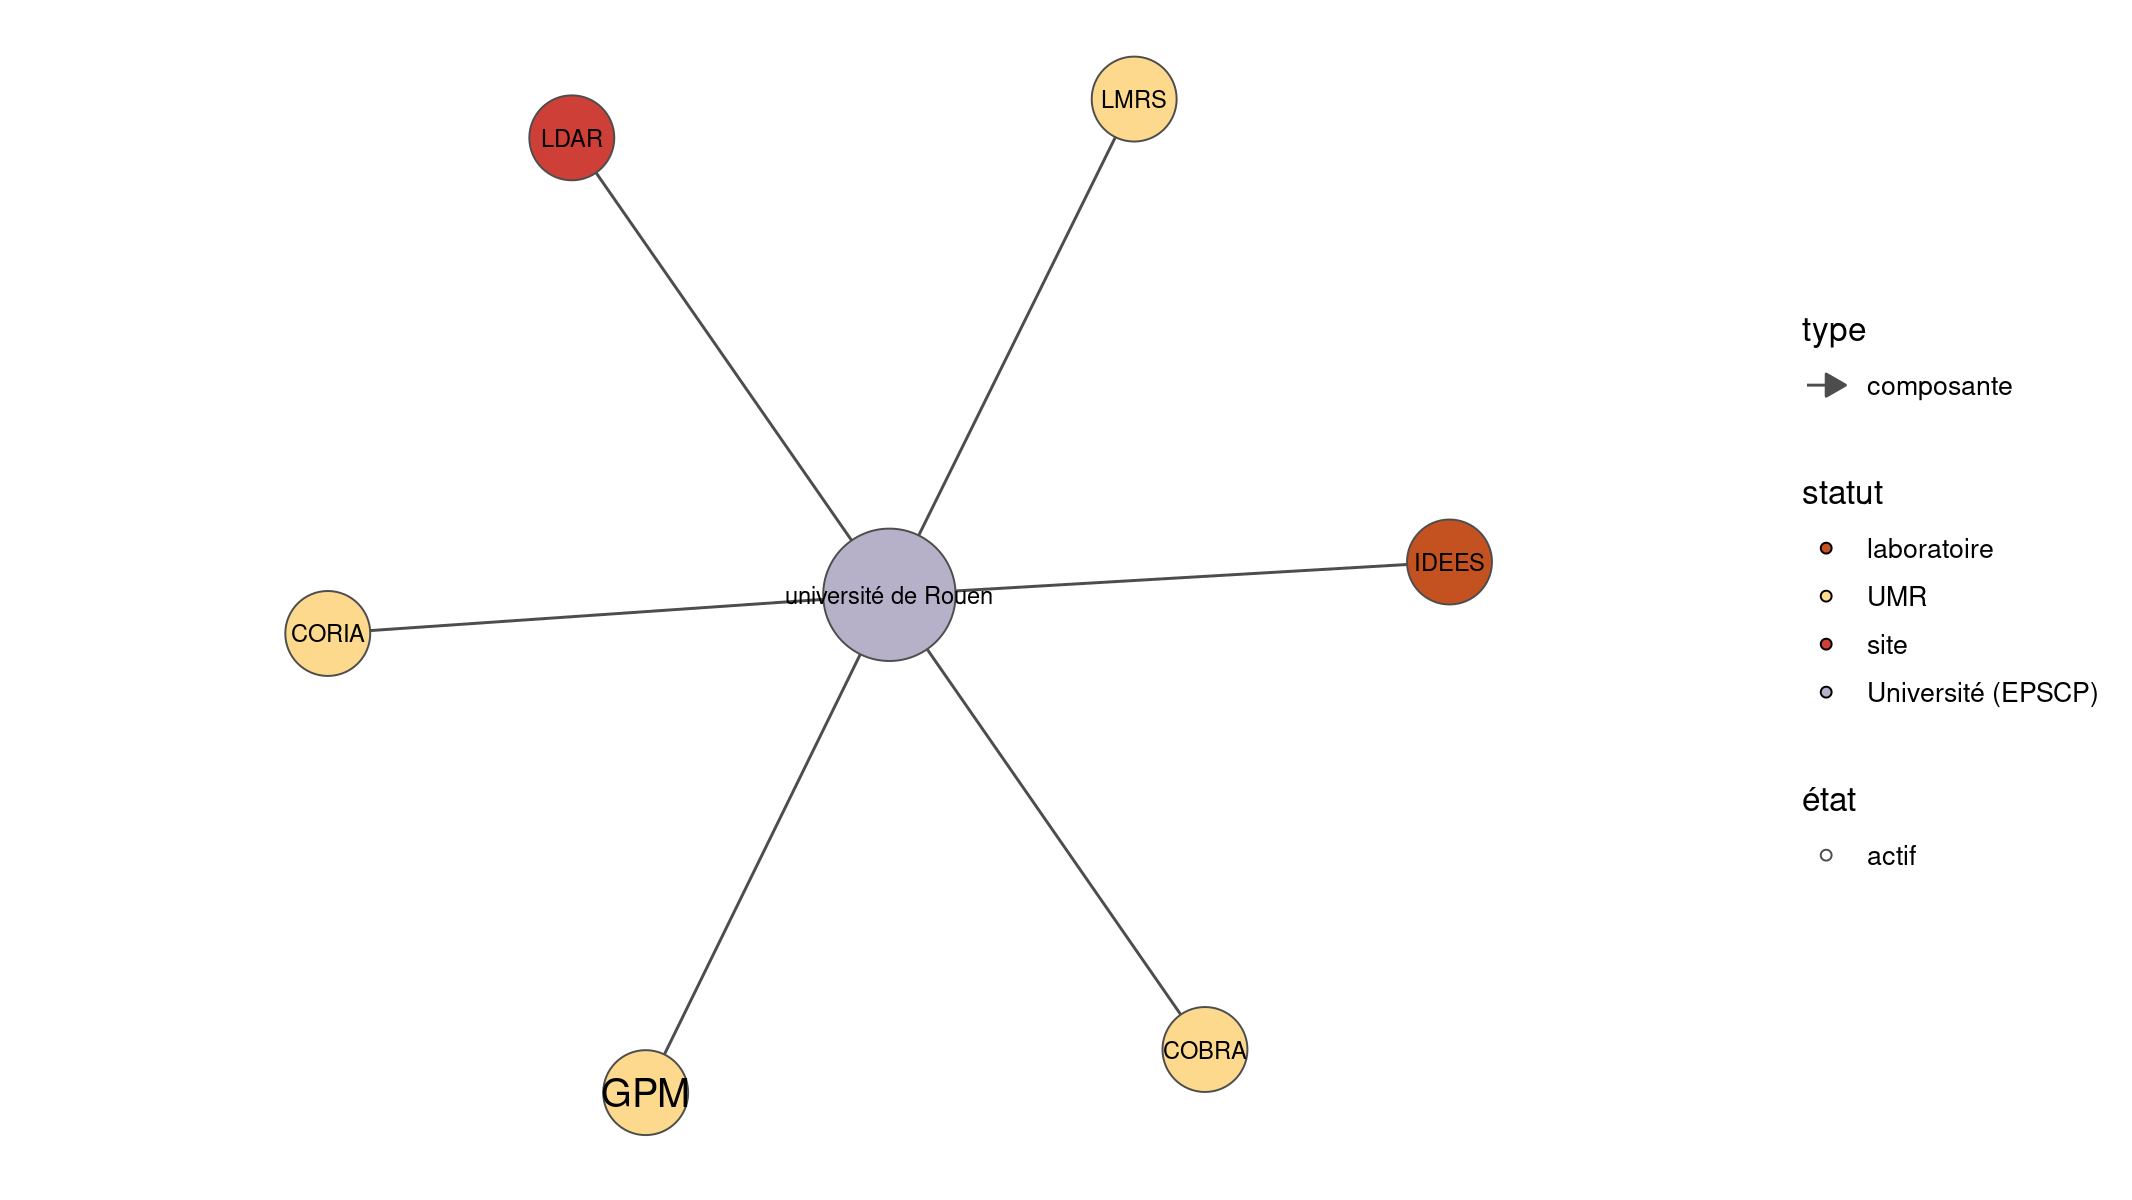 LMRS
LDAR
IDEES
université de Rouen
CORIA
COBRA
GPM
type
composante
statut
laboratoire
UMR
site
Université (EPSCP)
état
actif